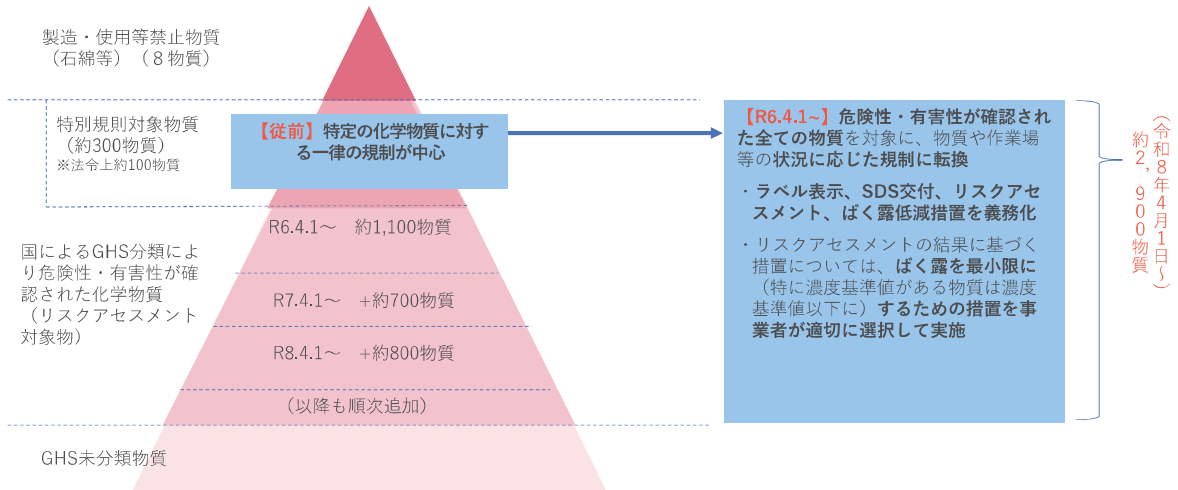 製造・使用等禁止物質
（石綿等）（８物質）
特別規則対象物質
（約300物質）
※法令上約100物質
【従前】特定の化学物質に対す
る一律の規制が中心
国によるGHS分類によ
り危険性・有害性が確
認された化学物質
（リスクアセスメント
対象物）
R6.4.1～　約1,100物質
R7.4.1～　+約700物質
R8.4.1～　+約800物質
（以降も順次追加）
GHS未分類物質
【R6.4.1~】危険性・有害性が確認され
た全ての物質を対象に、物質や作業場
等の状況に応じた規制に転換
・ラベル表示、SDS交付、リスクアセ
スメント、ばく露低減措置を義務化
・リスクアセスメントの結果に基づく
措置については、ばく露を最小限に
（特に濃度基準値がある物質は濃度
基準値以下に）するための措置を事
業者が適切に選択して実施
（令和８年４月１日～）
約２，９００物質